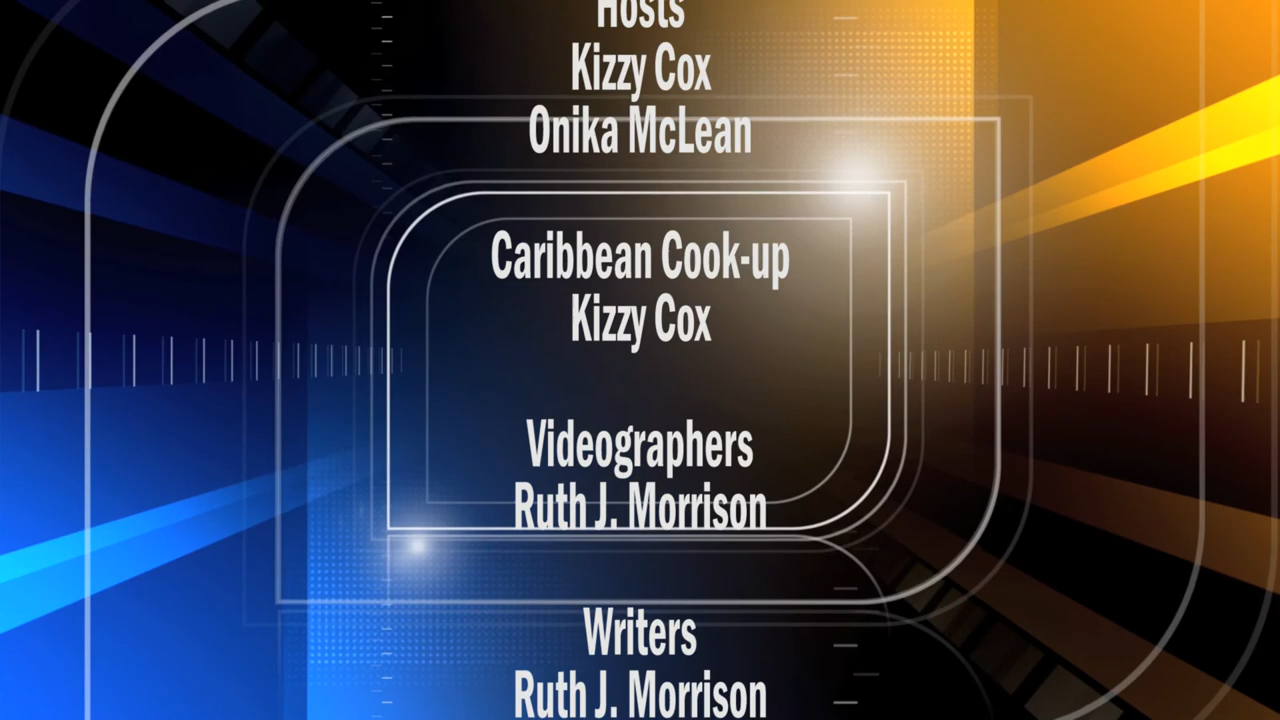 Hosts
Kizzy Cox
Onika McLean
Caribbean Cook-up
Kizzy Cox
Videographers
Ruth J. Morrison
Writers
Ruth J. Morrison